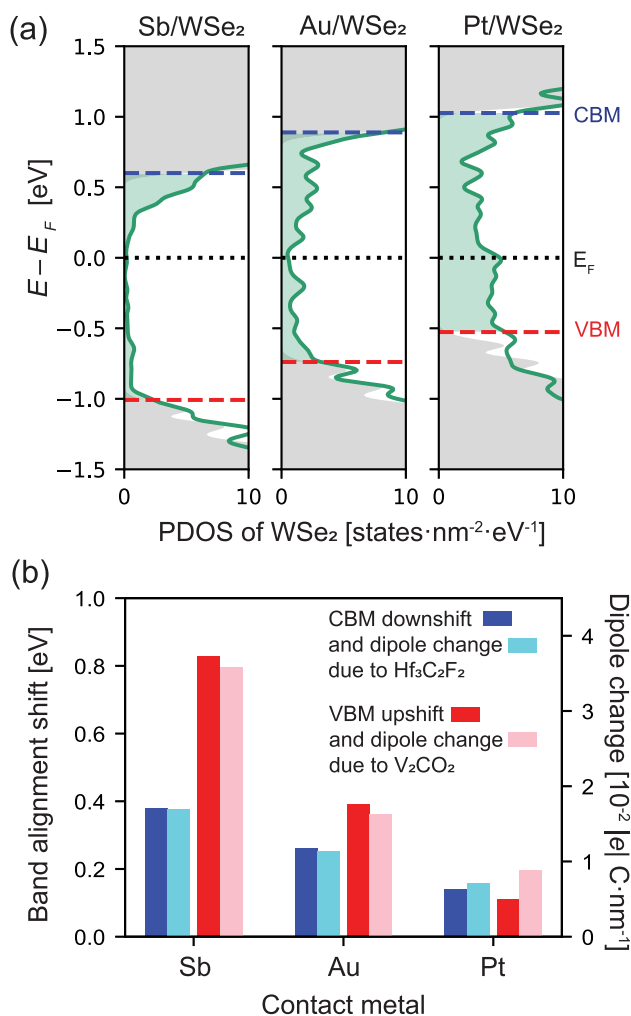 (a)
Sb/WSe₂ Au/WSe₂ Pt/WSe₂
1.5
1.0
0.5
0.0
−0.5
−1.0
−1.5
E−E_F [eV]
CBM
E_F
VBM
0 10 0 10 0 10
PDOS of WSe₂ [states·nm⁻²·eV⁻¹]
(b)
1.0
0.8
0.6
0.4
0.2
0.0
Band alignment shift [eV]
CBM downshift
and dipole change
due to Hf₃C₂F₂
VBM upshift
and dipole change
due to V₂CO₂
4
3
2
1
0
Dipole change [10⁻² |e| C·nm⁻¹]
Sb Au Pt
Contact metal